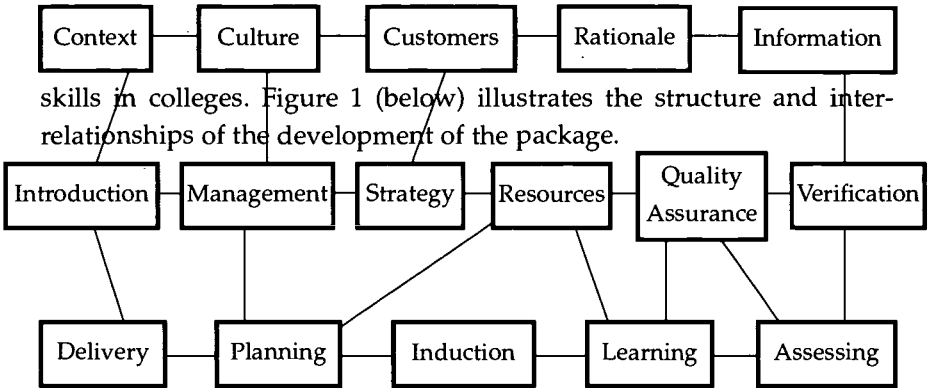 Context Culture Customers Rationale Information
skills in colleges. Figure 1 (below) illustrates the structure and inter-
relationships of the development of the package.
Introduction Management Strategy Resources Quality Assurance Verification
Delivery Planning Induction Learning Assessing